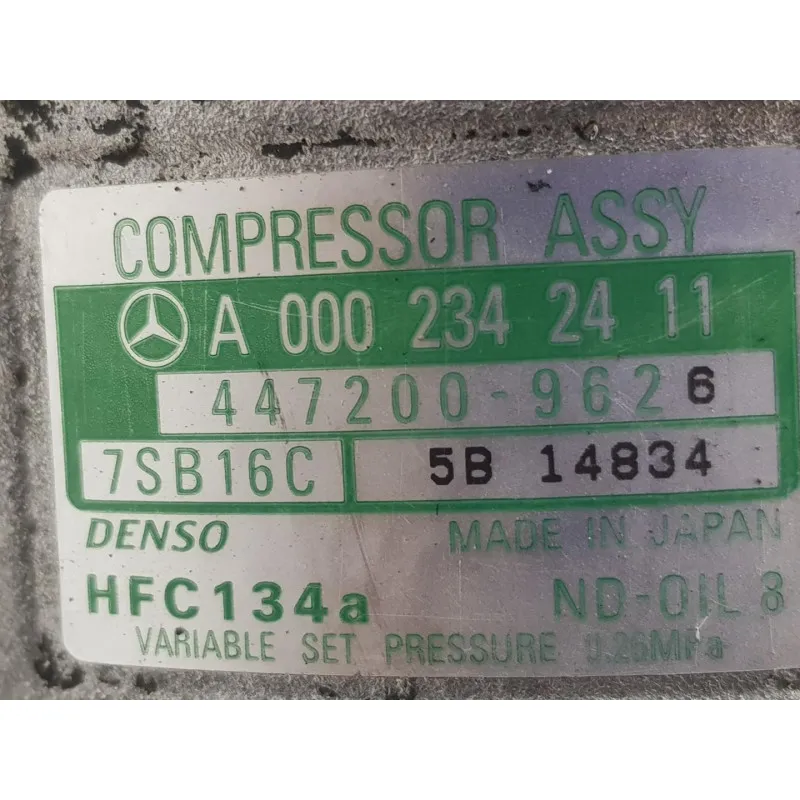 COMPRESSOR ASSY
A 000 234 24 11
447200-9626
7SB16C 5B 14834
DENSO MADE IN JAPAN
HFC134a ND-OIL 8
VARIABLE SET PRESSURE 0.26MPa